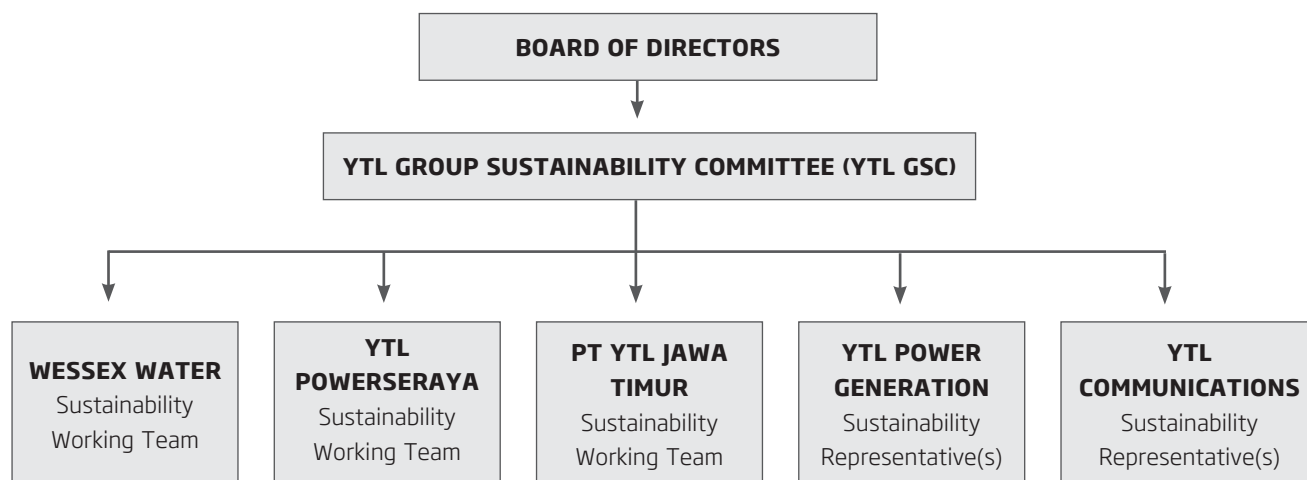 BOARD OF DIRECTORS
YTL GROUP SUSTAINABILITY COMMITTEE (YTL GSC)
WESSEX WATER
Sustainability
Working Team
YTL
POWERSERAYA
Sustainability
Working Team
PT YTL JAWA
TIMUR
Sustainability
Working Team
YTL POWER
GENERATION
Sustainability
Representative(s)
YTL
COMMUNICATIONS
Sustainability
Representative(s)